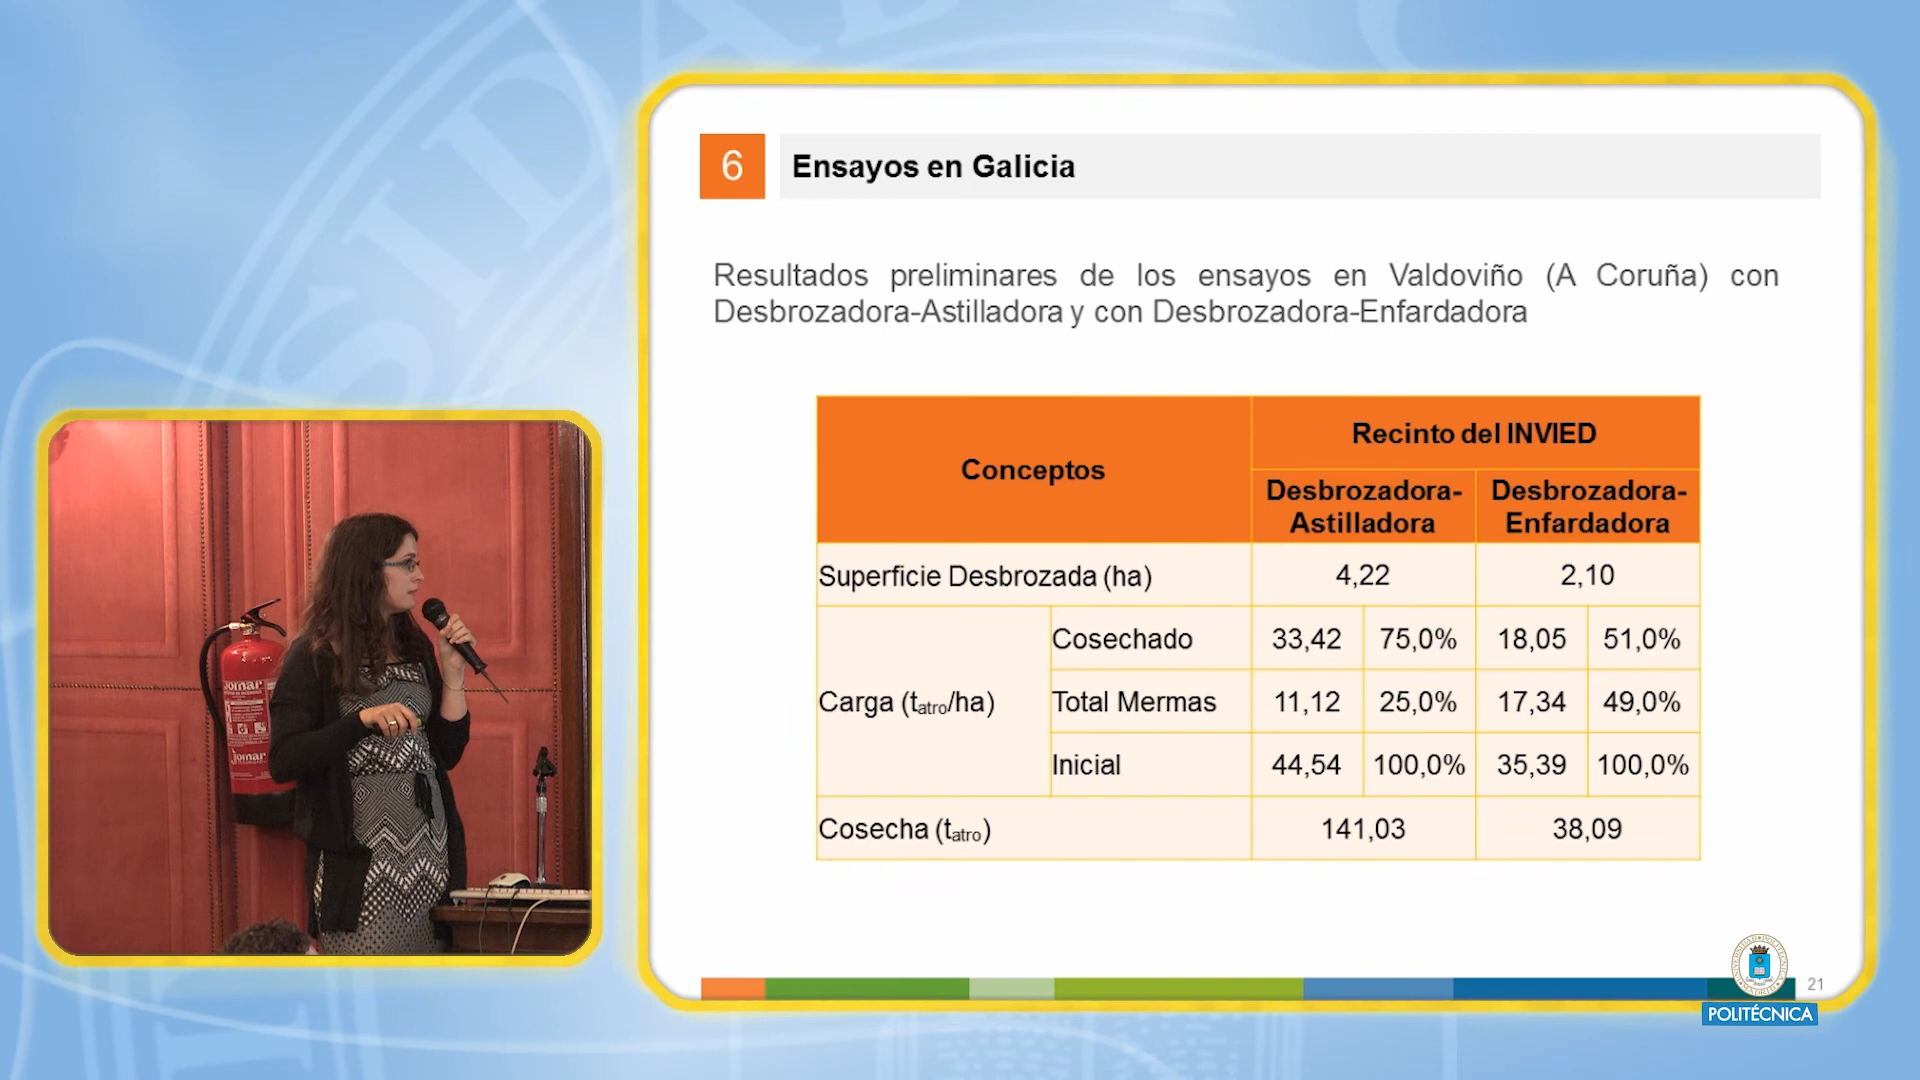 6 Ensayos en Galicia
Resultados preliminares de los ensayos en Valdoviño (A Coruña) con
Desbrozadora-Astilladora y con Desbrozadora-Enfardadora
Conceptos
Recinto del INVIED
Desbrozadora-
Astilladora
Desbrozadora-
Enfardadora
Superficie Desbrozada (ha) 4,22 2,10
Carga (tatro/ha)
Cosechado 33,42 75,0% 18,05 51,0%
Total Mermas 11,12 25,0% 17,34 49,0%
Inicial 44,54 100,0% 35,39 100,0%
Cosecha (tatro) 141,03 38,09
21
POLITÉCNICA
Jomar
Jomar